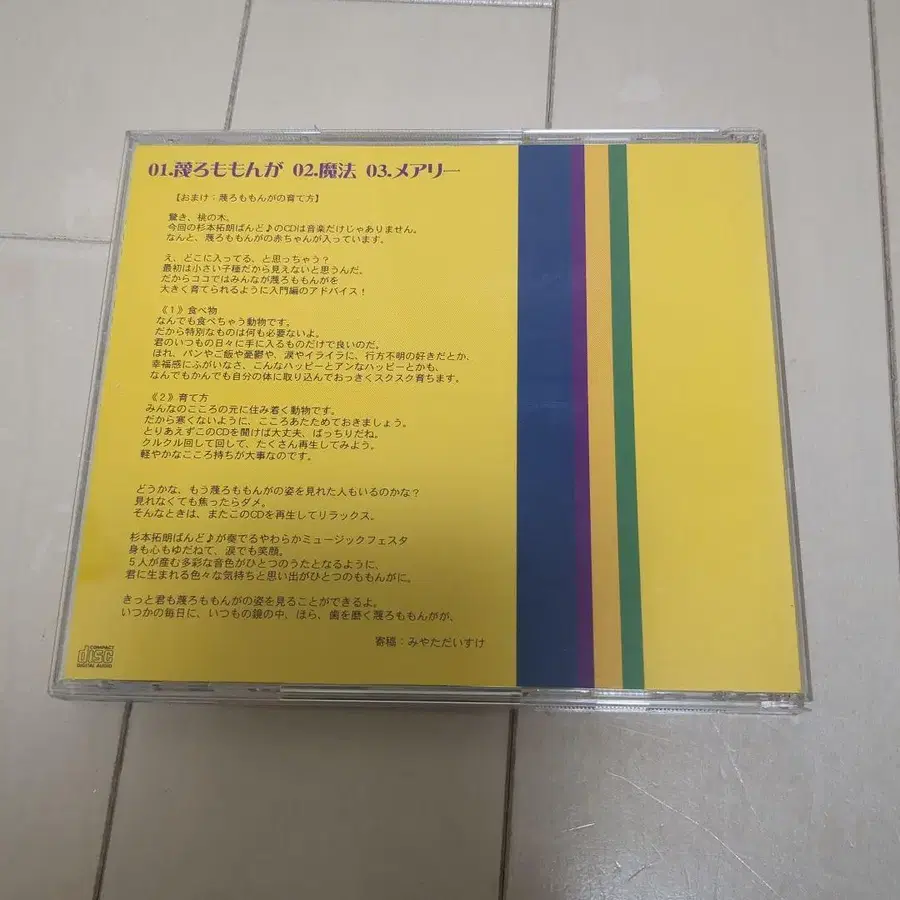 01.蔑ろももんが 02.魔法 03.メアリー
【おまけ：蔑ろももんがの育て方】
驚き、桃の木。
今回の杉本拓朗ばんど♪のCDは音楽だけじゃありません。
なんと、蔑ろももんがの赤ちゃんが入っています。
え、どこに入ってる、と思っちゃう？
最初は小さい子種だから見えないと思うんだ。
だからココではみんなが蔑ろももんがを
大きく育てられるように入門編のアドバイス！
《１》食べ物
なんでも食べちゃう動物です。
だから特別なものは何も必要ないよ。
君のいつもの日々に手に入るものだけで良いのだ。
ほれ、パンやご飯や憂鬱や、涙やイライラに、行方不明の好きだとか、
幸福感にふがいなさ、こんなハッピーとアンなハッピーとかも、
なんでもかんでも自分の体に取り込んでおっきくスクスク育ちます。
《２》育て方
みんなのこころの元に住み着く動物です。
だから寒くないように、こころあたためておきましょう。
とりあえずこのCDを聞けば大丈夫、ばっちりだね。
クルクル回して回して、たくさん再生してみよう。
軽やかなこころ持ちが大事なのです。
どうかな、もう蔑ろももんがの姿を見れた人もいるのかな？
見れなくても焦ったらダメ。
そんなときは、またこのCDを再生してリラックス。
杉本拓朗ばんど♪が奏でるやわらかミュージックフェスタ
身も心もゆだねて、涙でも笑顔。
５人が産む多彩な音色がひとつのうたとなるように、
君に生まれる色々な気持ちと思い出がひとつのももんがに。
きっと君も蔑ろももんがの姿を見ることができるよ。
いつかの毎日に、いつもの鏡の中、ほら、歯を磨く蔑ろももんがが、
寄稿：みやただいすけ
COMPACT
disc
DIGITAL AUDIO